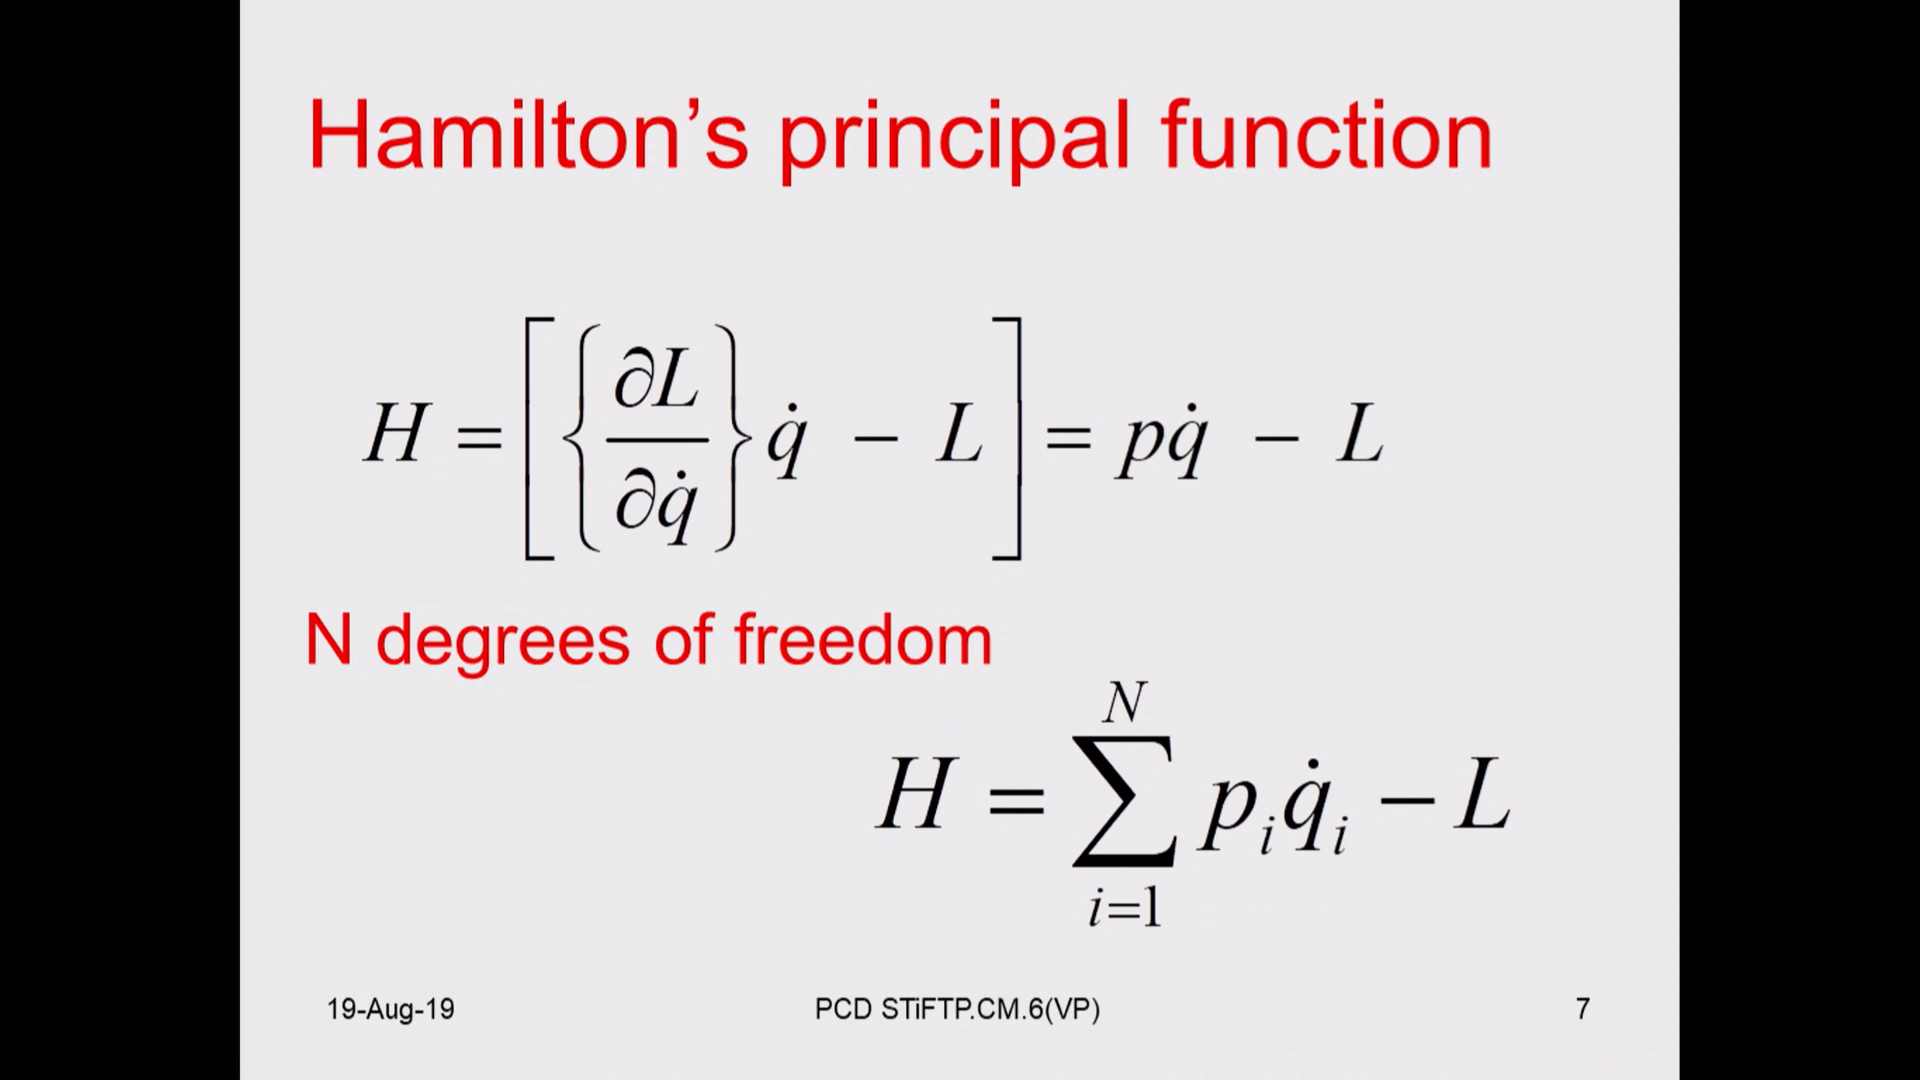 Hamilton’s principal function
H = [ { ∂L / ∂q̇ } q̇ − L ] = pq̇ − L
N degrees of freedom
H = ∑_{i=1}^{N} p_i q̇_i − L
19-Aug-19 PCD STiFTP.CM.6(VP) 7